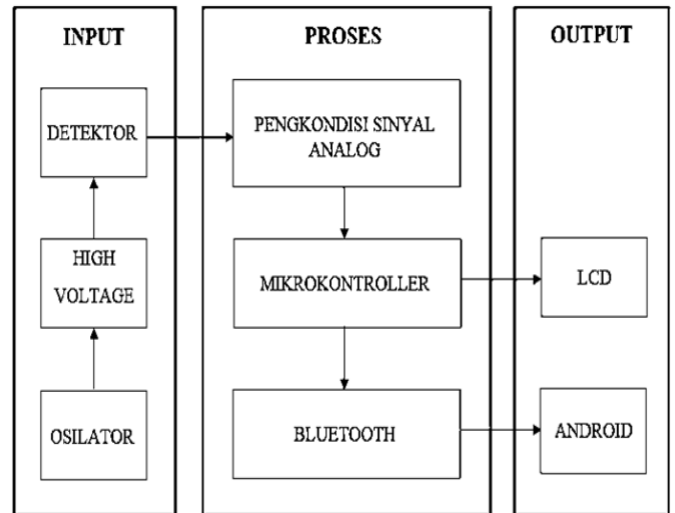 INPUT
DETEKTOR
HIGH
VOLTAGE
OSILATOR
PROSES
PENGKONDISI SINYAL
ANALOG
MIKROKONTROLLER
BLUETOOTH
OUTPUT
LCD
ANDROID